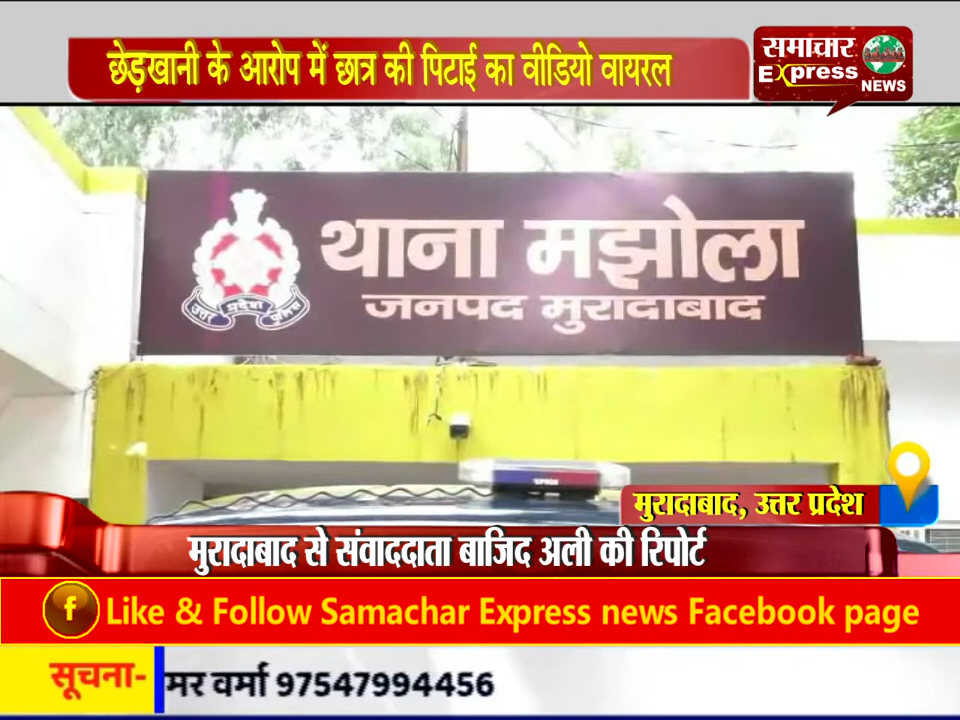 छेड़खानी के आरोप में छात्र की पिटाई का वीडियो वायरल
समाचार
Express
NEWS
थाना मझोला
जनपद मुरादाबाद
उत्तर प्रदेश पुलिस
मुरादाबाद, उत्तर प्रदेश
मुरादाबाद से संवाददाता बाजिद अली की रिपोर्ट
f Like & Follow Samachar Express news Facebook page
सूचना- मर वर्मा 97547994456